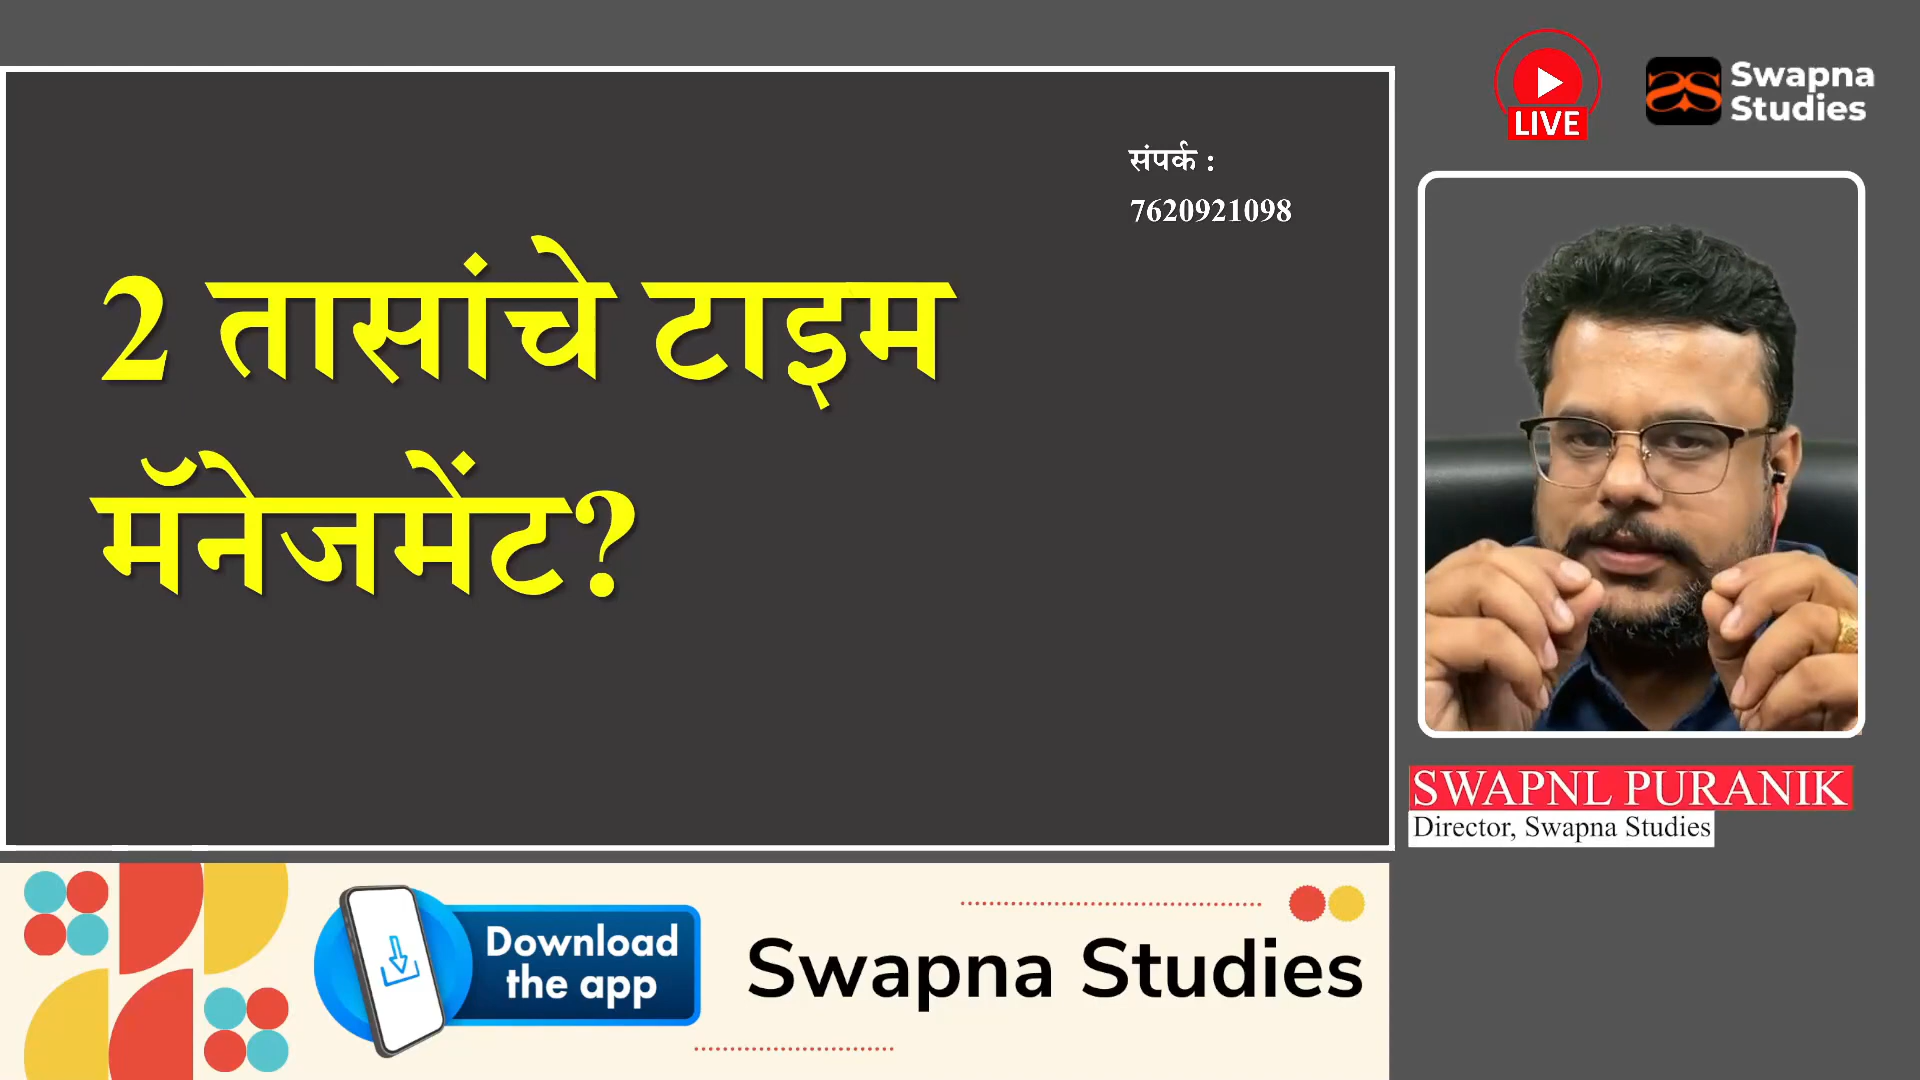 संपर्क :
7620921098
2 तासांचे टाइम
मॅनेजमेंट?
LIVE
Swapna
Studies
SWAPNL PURANIK
Director, Swapna Studies
Download
the app
Swapna Studies